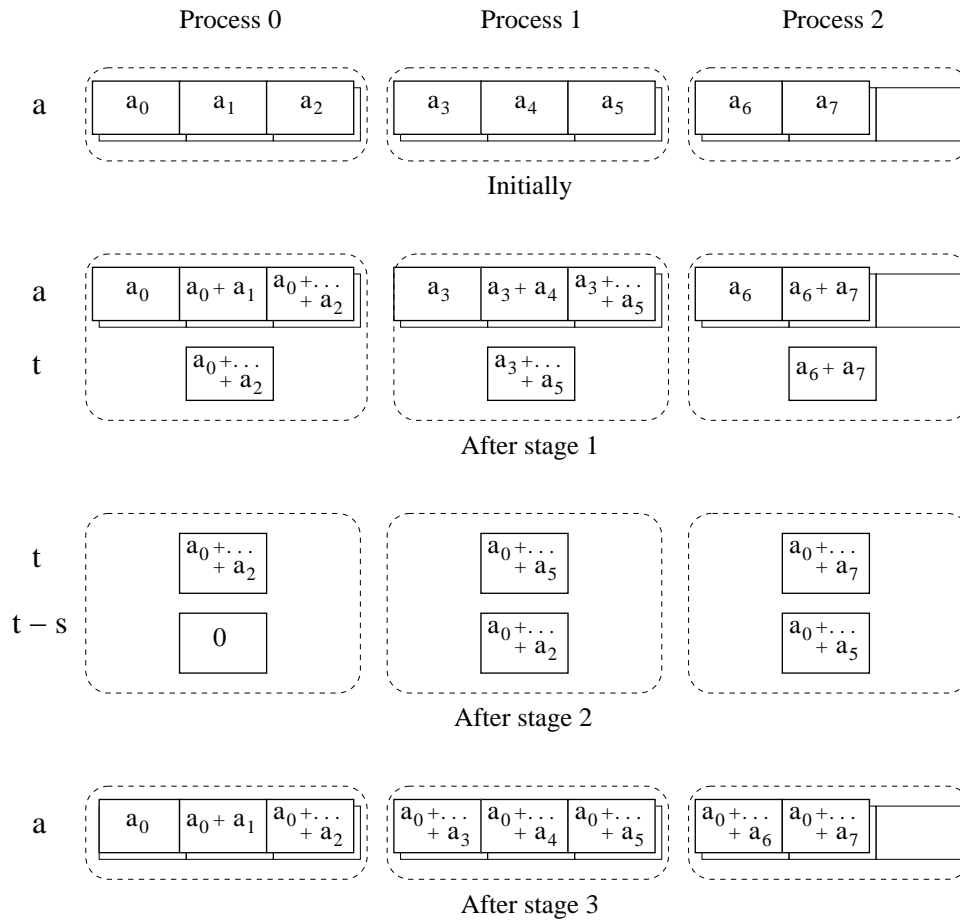 Process 0 Process 1 Process 2
a a₀ a₁ a₂ a₃ a₄ a₅ a₆ a₇
Initially
a a₀ a₀ + a₁ a₀ +. . . + a₂ a₃ a₃ + a₄ a₃ +. . . + a₅ a₆ a₆ + a₇
t a₀ +. . . + a₂ a₃ +. . . + a₅ a₆ + a₇
After stage 1
t a₀ +. . . + a₂ a₀ +. . . + a₅ a₀ +. . . + a₇
t – s 0 a₀ +. . . + a₂ a₀ +. . . + a₅
After stage 2
a a₀ a₀ + a₁ a₀ +. . . + a₂ a₀ +. . . + a₃ a₀ +. . . + a₄ a₀ +. . . + a₅ a₀ +. . . + a₆ a₀ +. . . + a₇
After stage 3